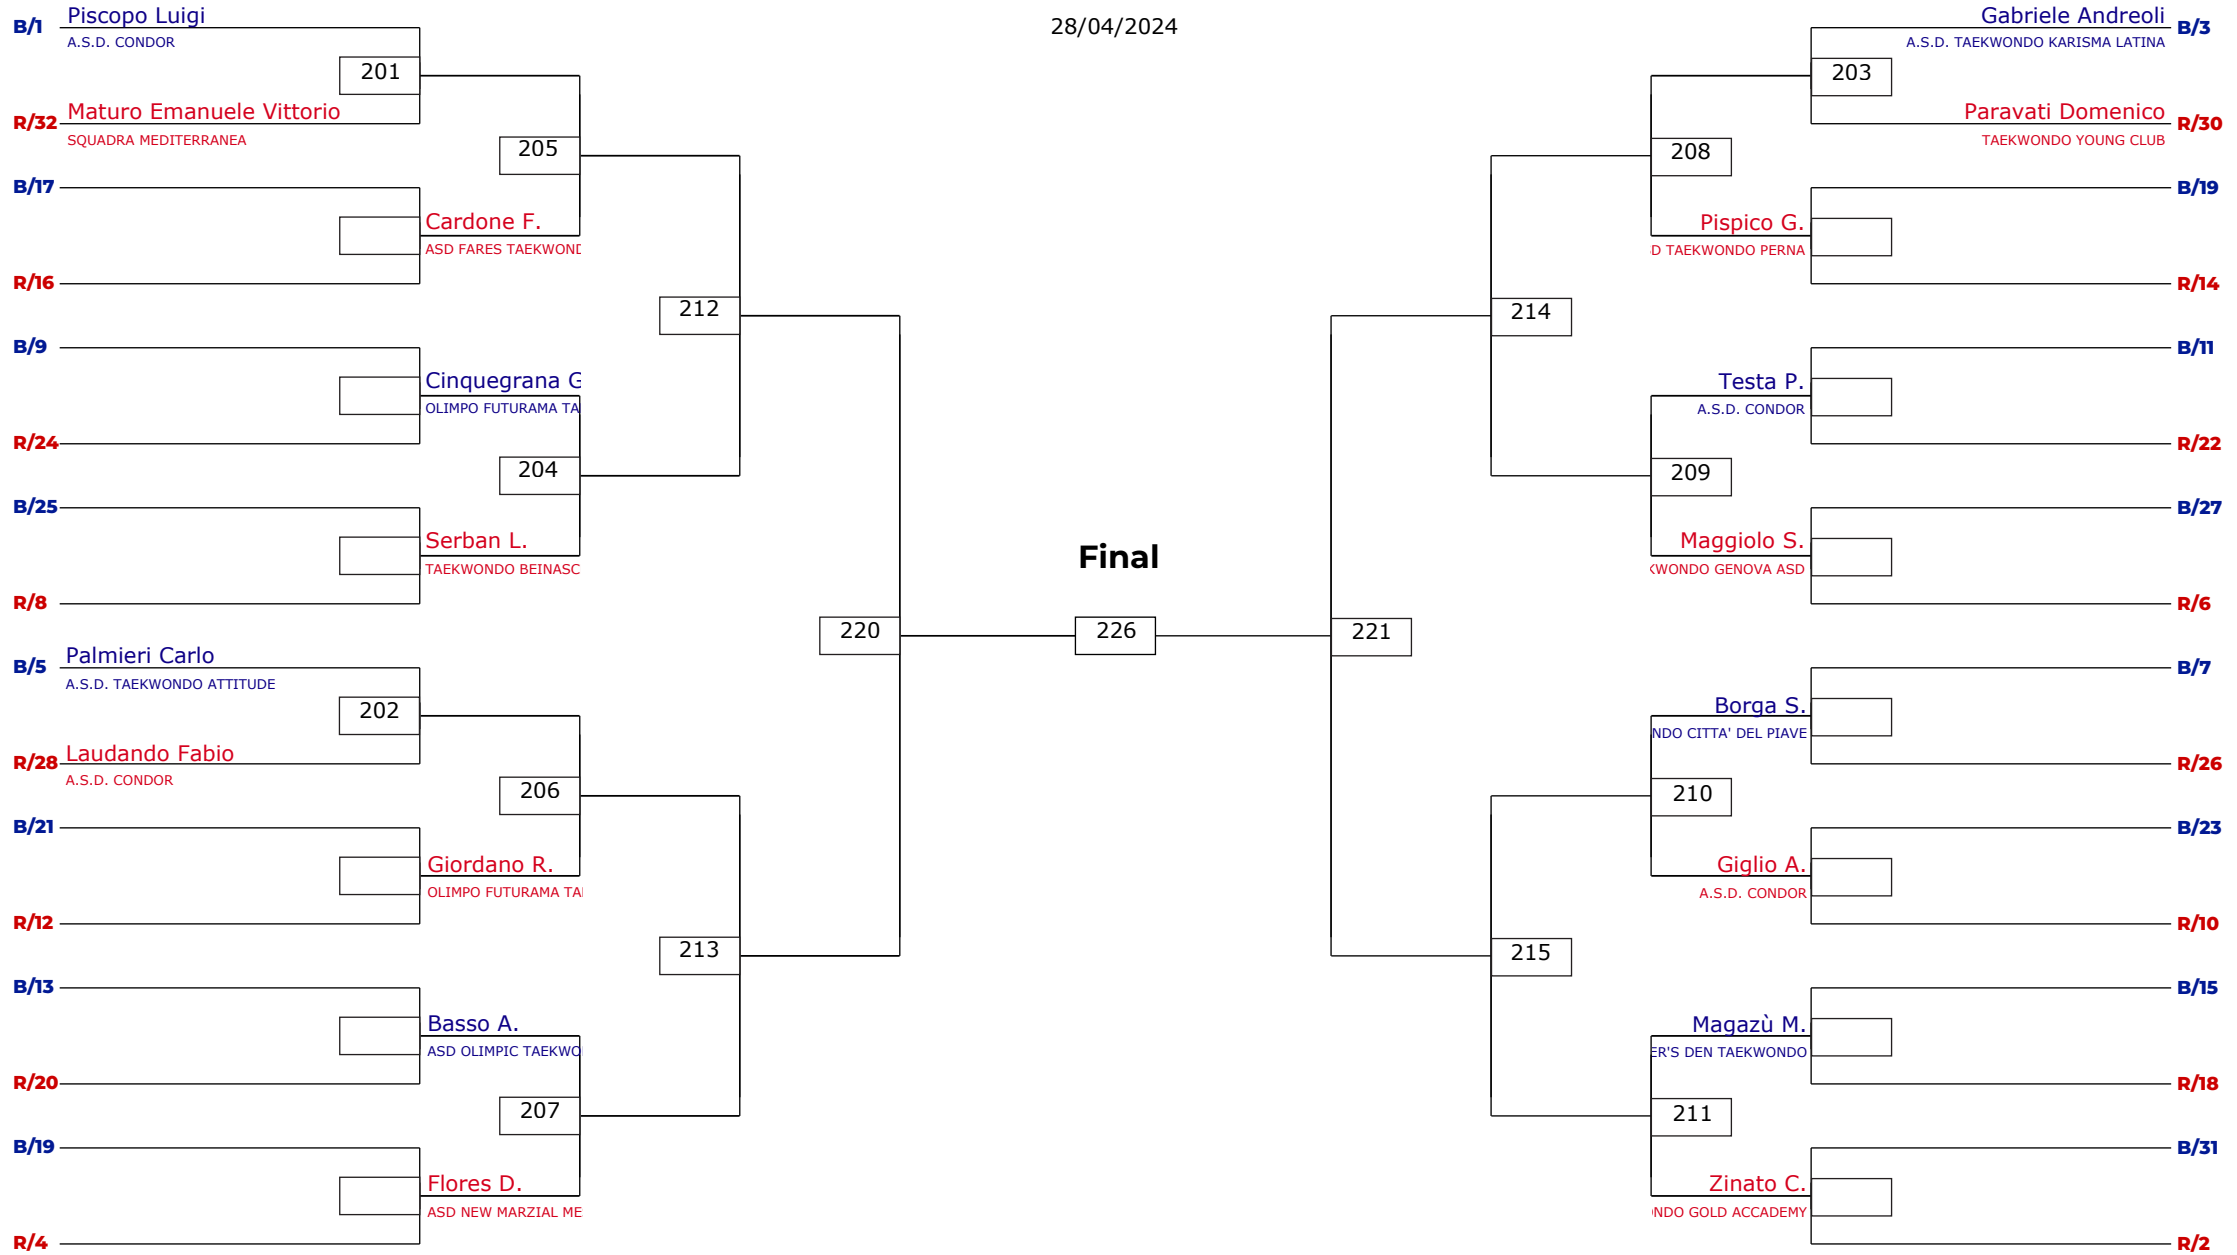 28/04/2024
B/1
Piscopo Luigi
A.S.D. CONDOR
201
R/32
Maturo Emanuele Vittorio
SQUADRA MEDITERRANEA
205
B/17
Cardone F.
ASD FARES TAEKWOND
R/16
212
B/9
Cinquegrana G
OLIMPO FUTURAMA TA
R/24
204
B/25
Serban L.
TAEKWONDO BEINASC
R/8
220
B/5
Palmieri Carlo
A.S.D. TAEKWONDO ATTITUDE
202
R/28
Laudando Fabio
A.S.D. CONDOR
206
B/21
Giordano R.
OLIMPO FUTURAMA TA
R/12
213
B/13
Basso A.
ASD OLIMPIC TAEKWO
R/20
207
B/19
Flores D.
ASD NEW MARZIAL ME
R/4
Final
226
Gabriele Andreoli
B/3
A.S.D. TAEKWONDO KARISMA LATINA
203
Paravati Domenico
R/30
TAEKWONDO YOUNG CLUB
208
B/19
Pispico G.
D TAEKWONDO PERNA
R/14
214
B/11
Testa P.
A.S.D. CONDOR
R/22
209
B/27
Maggiolo S.
KWONDO GENOVA ASD
R/6
221
B/7
Borga S.
NDO CITTA' DEL PIAVE
R/26
210
B/23
Giglio A.
A.S.D. CONDOR
R/10
215
B/15
Magazù M.
ER'S DEN TAEKWONDO
R/18
211
B/31
Zinato C.
NDO GOLD ACCADEMY
R/2